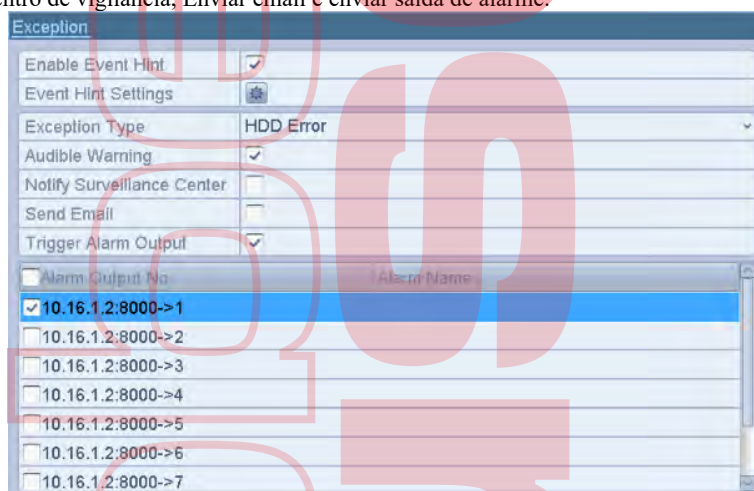 entro de vigilância, Enviar email e enviar saída de alarme.
Exception
Enable Event Hint
Event Hint Settings
Exception Type HDD Error
Audible Warning
Notify Surveillance Center
Send Email
Trigger Alarm Output
Alarm Output No. Alarm Name
10.16.1.2:8000->1
10.16.1.2:8000->2
10.16.1.2:8000->3
10.16.1.2:8000->4
10.16.1.2:8000->5
10.16.1.2:8000->6
10.16.1.2:8000->7